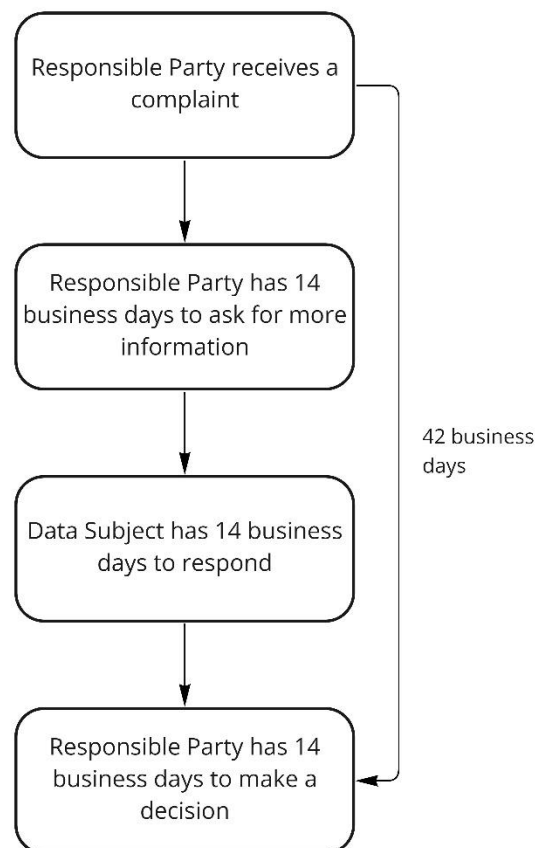 Responsible Party receives a
complaint
Responsible Party has 14
business days to ask for more
information
42 business
days
Data Subject has 14 business
days to respond
Responsible Party has 14
business days to make a
decision